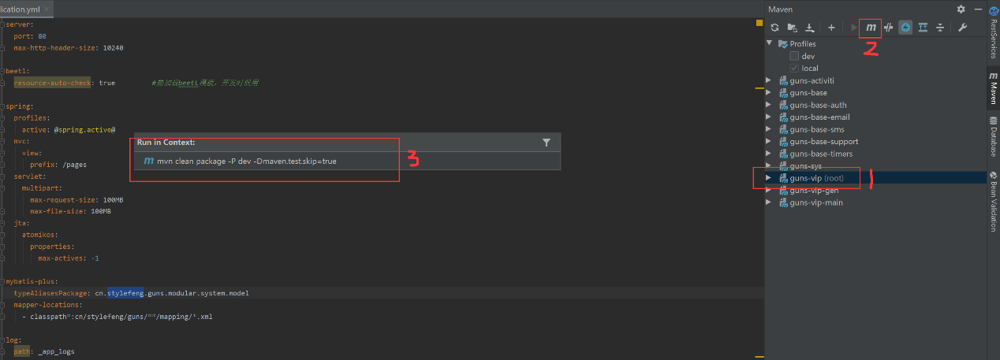 lication.yml
server:
port: 80
max-http-header-size: 10240
beetl:
resource-auto-check: true #热加载beetl模板，开发时候用
spring:
profiles:
active: @spring.active@
mvc:
view:
prefix: /pages
servlet:
multipart:
max-request-size: 100MB
max-file-size: 100MB
jta:
atomikos:
properties:
max-actives: -1
mybatis-plus:
typeAliasesPackage: cn.stylefeng.guns.modular.system.model
mapper-locations:
- classpath*:cn/stylefeng/guns/**/mapping/*.xml
log:
path: _app_logs
Run in Context:
m mvn clean package -P dev -Dmaven.test.skip=true
3
Maven
m
2
Profiles
dev
local
guns-activiti
guns-base
guns-base-auth
guns-base-email
guns-base-sms
guns-base-support
guns-base-timers
guns-sys
guns-vip (root)
1
guns-vip-gen
guns-vip-main
RestServices
m Maven
Database
Bean Validation